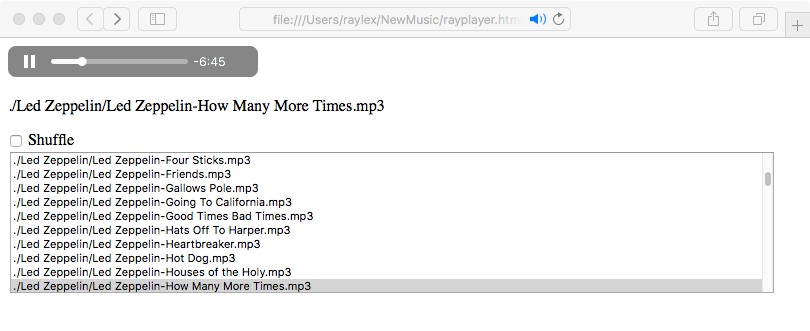 file:///Users/raylex/NewMusic/rayplayer.htm
-6:45
./Led Zeppelin/Led Zeppelin-How Many More Times.mp3
Shuffle
./Led Zeppelin/Led Zeppelin-Four Sticks.mp3
./Led Zeppelin/Led Zeppelin-Friends.mp3
./Led Zeppelin/Led Zeppelin-Gallows Pole.mp3
./Led Zeppelin/Led Zeppelin-Going To California.mp3
./Led Zeppelin/Led Zeppelin-Good Times Bad Times.mp3
./Led Zeppelin/Led Zeppelin-Hats Off To Harper.mp3
./Led Zeppelin/Led Zeppelin-Heartbreaker.mp3
./Led Zeppelin/Led Zeppelin-Hot Dog.mp3
./Led Zeppelin/Led Zeppelin-Houses of the Holy.mp3
./Led Zeppelin/Led Zeppelin-How Many More Times.mp3